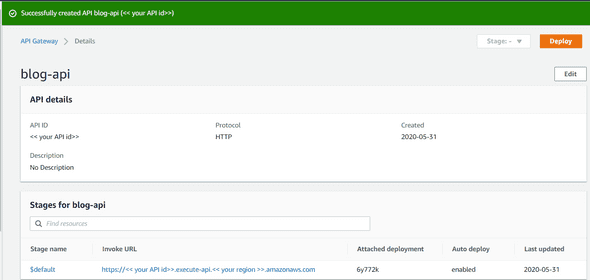 Successfully created API blog-api (<< your API id>>)
API Gateway > Details
Stage: -
Deploy
blog-api
Edit
API details
API ID Protocol Created
<< your API id>> HTTP 2020-05-31
Description
No Description
Stages for blog-api
Find resources
Stage name Invoke URL Attached deployment Auto deploy Last updated
$default https://<< your API id>>.execute-api.<< your region >>.amazonaws.com 6y772k enabled 2020-05-31